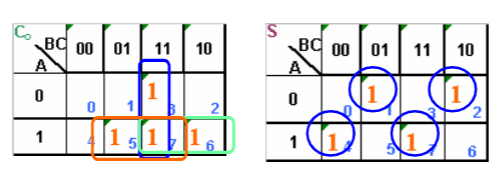 C₀ BC 00 01 11 10
A
0 1
0 1 3 2
1 1 1 1
4 5 7 6
S BC 00 01 11 10
A
0 1 1
0 1 3 2
1 1 1
4 5 7 6